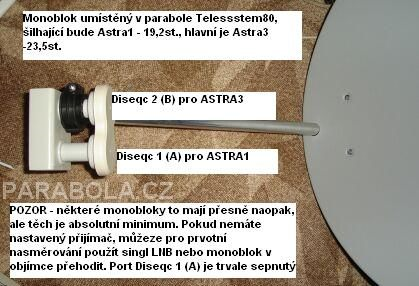 Monoblok umístěný v parabole Telessstem80,
šilhající bude Astra1 - 19,2st., hlavní je Astra3
-23,5st.
Diseqc 2 (B) pro ASTRA3
Diseqc 1 (A) pro ASTRA1
PARABOLA.CZ
POZOR - některé monobloky to mají přesně naopak,
ale těch je absolutní minimum. Pokud nemáte
nastavený přijímač, můžeze pro prvotní
nasměrování použít singl LNB nebo monoblok v
objímce přehodit. Port Diseqc 1 (A) je trvale sepnutý